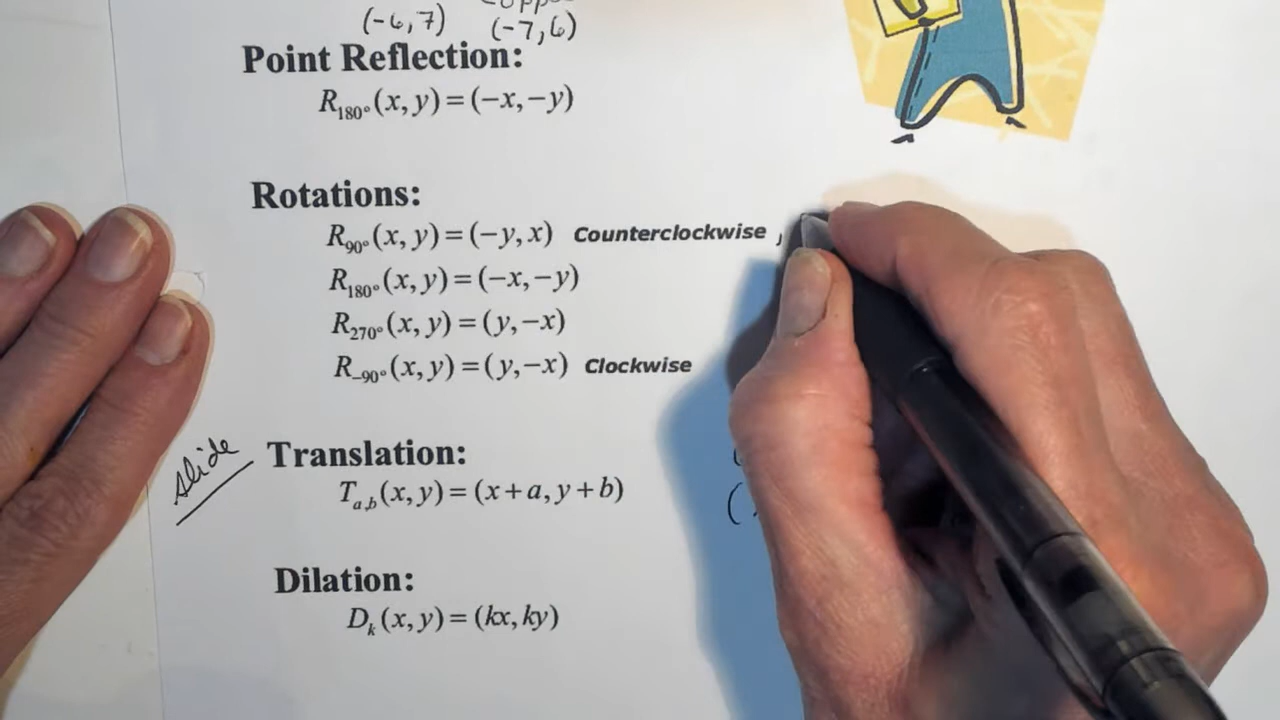 (-6,7) (-7,6)
Point Reflection:
R₁₈₀°(x, y) = (−x, −y)
Rotations:
R₉₀°(x, y) = (−y, x) Counterclockwise
R₁₈₀°(x, y) = (−x, −y)
R₂₇₀°(x, y) = (y, −x)
R₋₉₀°(x, y) = (y, −x) Clockwise
slide
Translation:
Tₐ,b(x, y) = (x + a, y + b)
Dilation:
Dₖ(x, y) = (kx, ky)